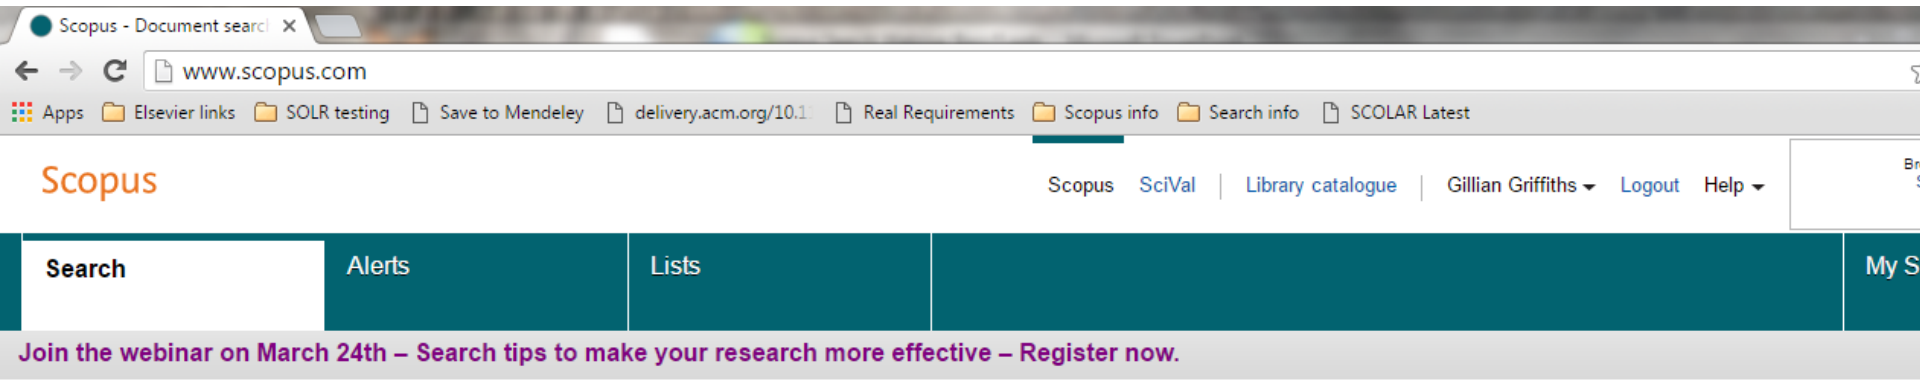 Scopus - Document searc
www.scopus.com
Apps Elsevier links SOLR testing Save to Mendeley delivery.acm.org/10.1 Real Requirements Scopus info Search info SCOLAR Latest
Scopus
Scopus SciVal Library catalogue Gillian Griffiths Logout Help
Br
Search Alerts Lists My S
Join the webinar on March 24th – Search tips to make your research more effective – Register now.